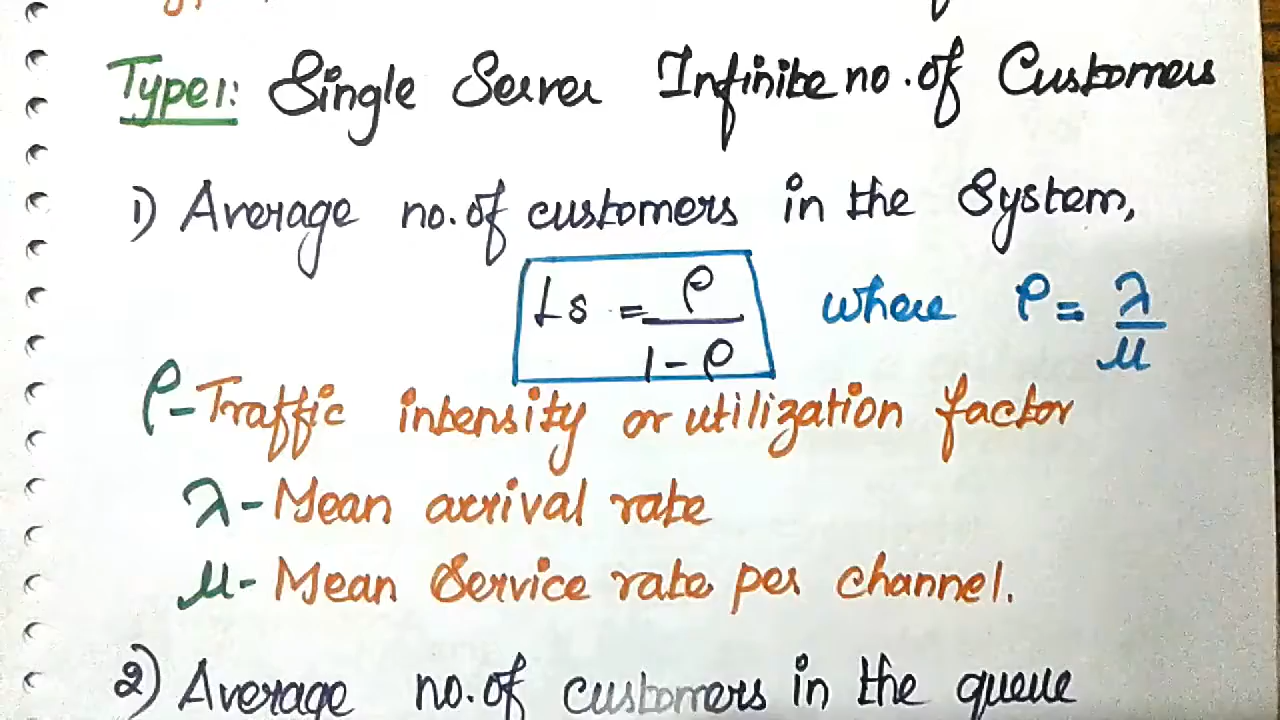 Type1: Single Server Infinite no. of Customers
1) Average no. of customers in the System,
Ls = ρ / 1-ρ where ρ = λ / μ
ρ - Traffic intensity or utilization factor
λ - Mean arrival rate
μ - Mean Service rate per channel.
2) Average no. of customers in the queue